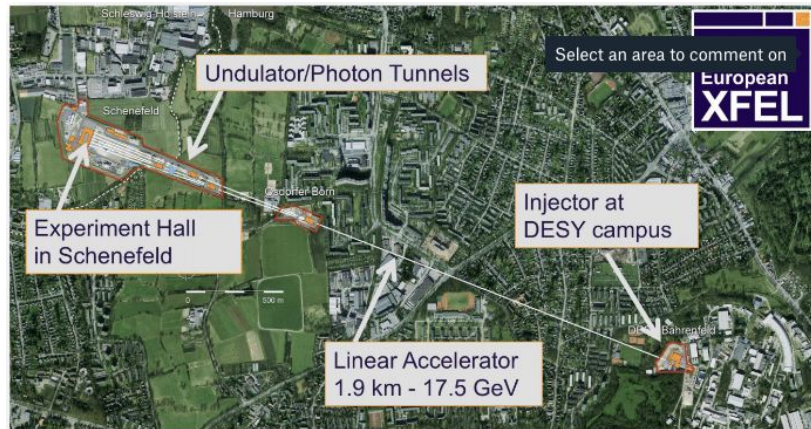 Schleswig-Holstein
Hamburg
Select an area to comment on
European
XFEL
Undulator/Photon Tunnels
Schenefeld
Osdorfer Born
Experiment Hall
in Schenefeld
Injector at
DESY campus
0
500 m
Linear Accelerator
1.9 km - 17.5 GeV
Bahrenfeld